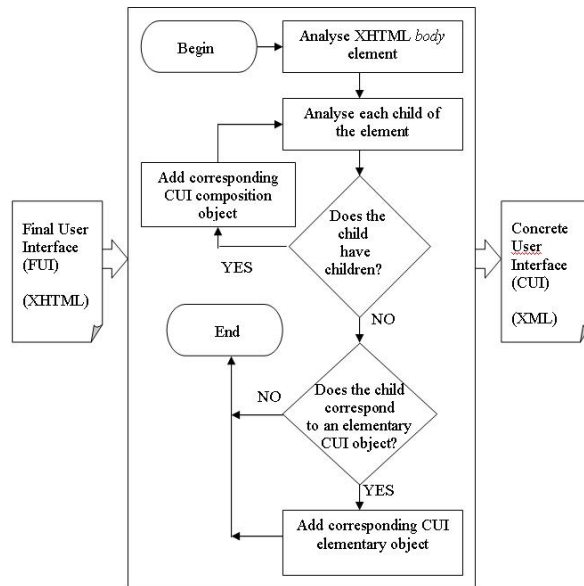 Begin
Analyse XHTML body
element
Analyse each child of
the element
Add corresponding
CUI composition
object
Does the
child
have
children?
YES
NO
Final User
Interface
(FUI)
(XHTML)
Concrete
User
Interface
(CUI)
(XML)
End
Does the child
correspond
to an elementary
CUI object?
NO
YES
Add corresponding CUI
elementary object